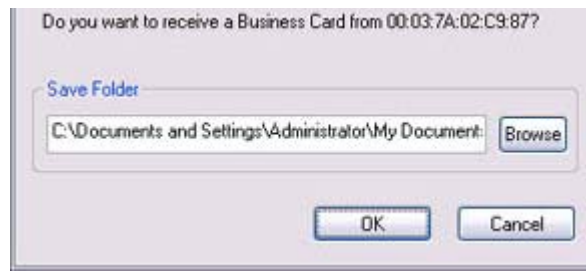 Do you want to receive a Business Card from 00:03:7A:02:C9:87?
Save Folder
C:\Documents and Settings\Administrator\My Document:
Browse
OK
Cancel